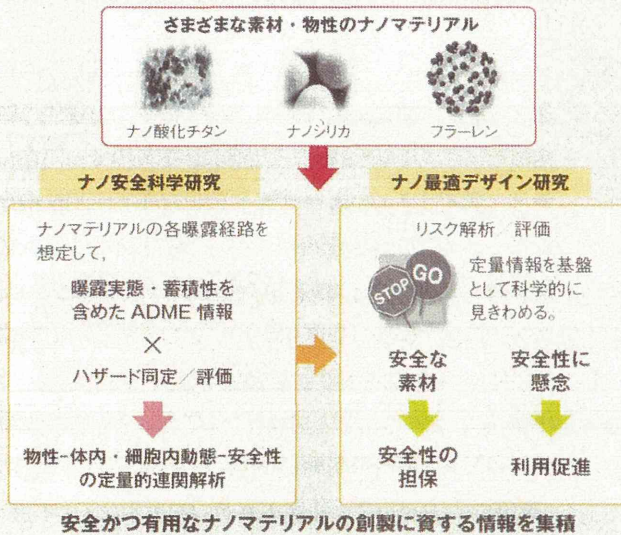 さまざまな素材・物性のナノマテリアル
ナノ酸化チタン
ナノシリカ
フラーレン
ナノ安全科学研究
ナノマテリアルの各曝露経路を
想定して,
曝露実態・蓄積性を
含めた ADME 情報
×
ハザード同定／評価
物性-体内・細胞内動態-安全性
の定量的連関解析
ナノ最適デザイン研究
リスク解析　評価
STOP
GO
定量情報を基盤
として科学的に
見きわめる。
安全な
素材
安全性の
担保
安全性に
懸念
利用促進
安全かつ有用なナノマテリアルの創製に資する情報を集積